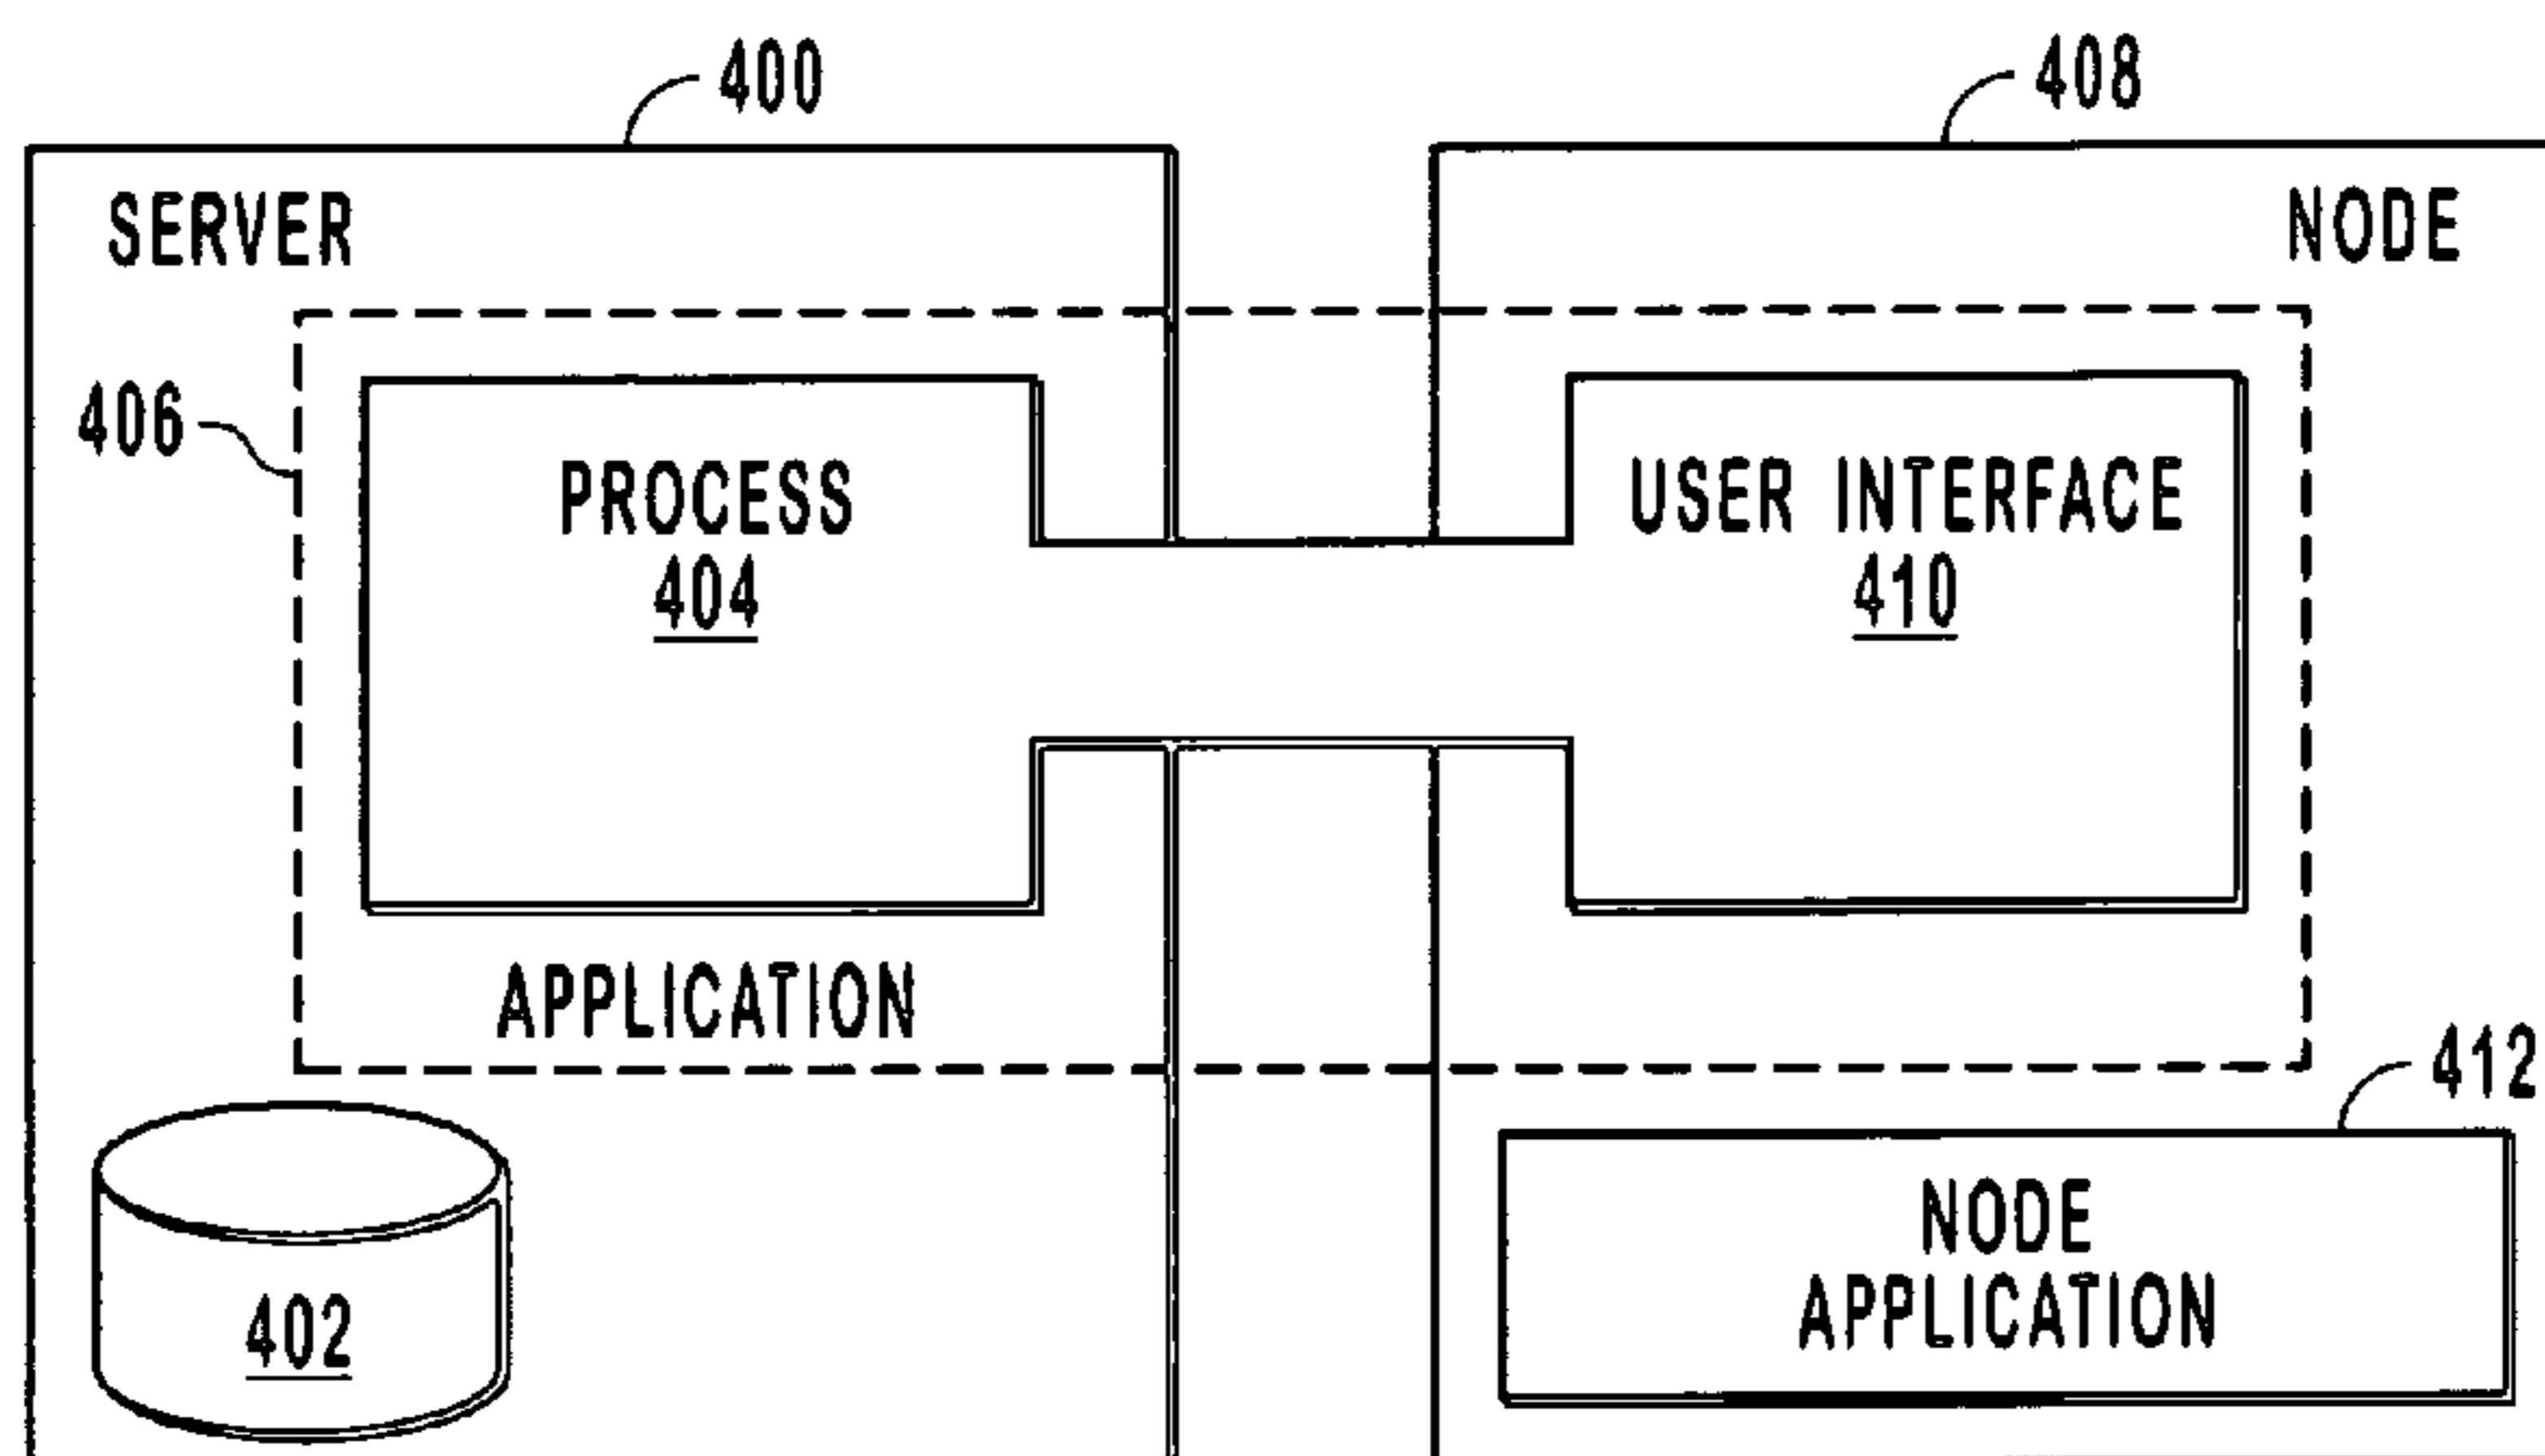 400
408
SERVER
NODE
406
PROCESS
404
USER INTERFACE
410
APPLICATION
412
NODE
APPLICATION
402